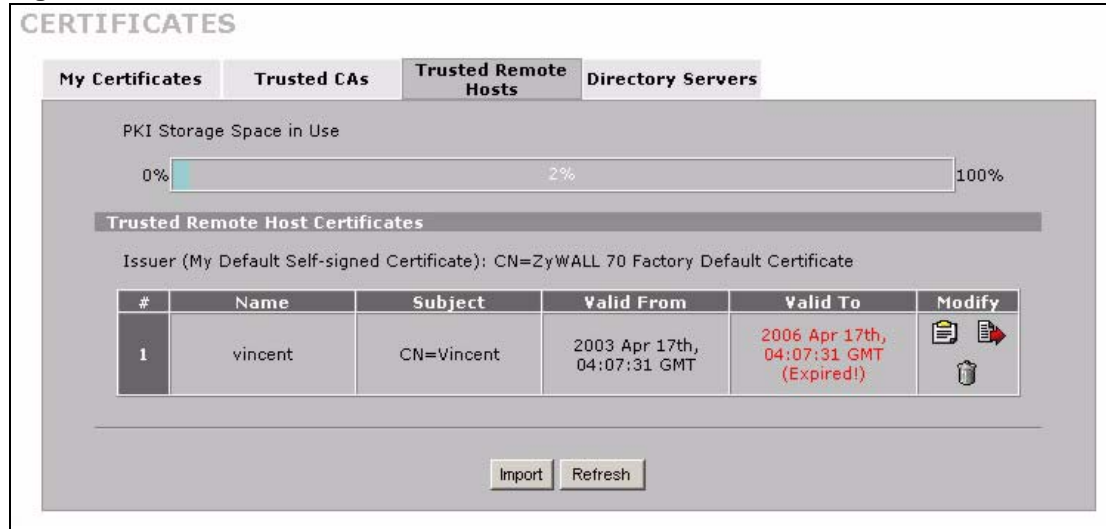 CERTIFICATES
My Certificates
Trusted CAs
Trusted Remote
Hosts
Directory Servers
PKI Storage Space in Use
0%
2%
100%
Trusted Remote Host Certificates
Issuer (My Default Self-signed Certificate): CN=ZyWALL 70 Factory Default Certificate
# Name Subject Valid From Valid To Modify
1 vincent CN=Vincent
2003 Apr 17th,
04:07:31 GMT
2006 Apr 17th,
04:07:31 GMT
(Expired!)
Import Refresh